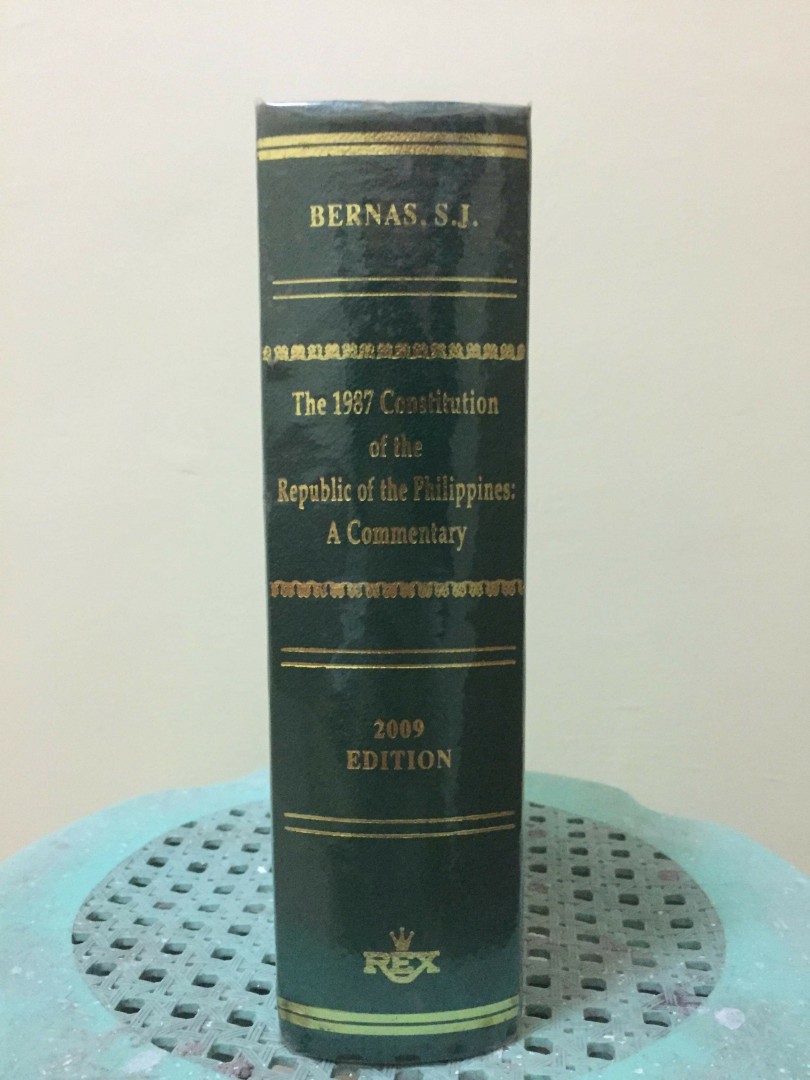 BERNAS, S.J.
The 1987 Constitution
of the
Republic of the Philippines:
A Commentary
2009
EDITION
REX